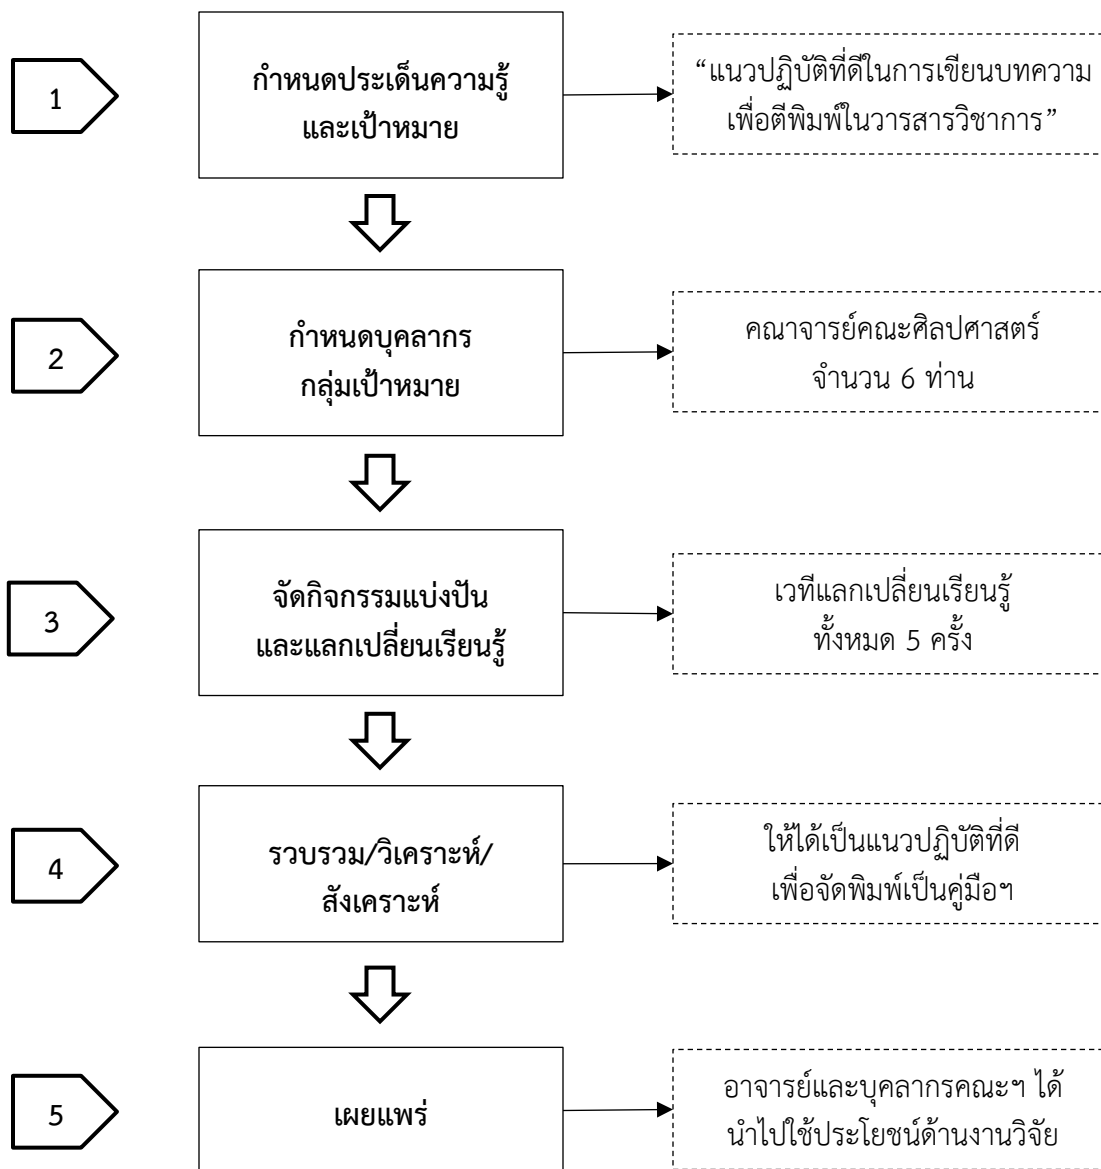 1
กำหนดประเด็นความรู้
และเป้าหมาย
“แนวปฏิบัติที่ดีในการเขียนบทความ
เพื่อตีพิมพ์ในวารสารวิชาการ”
2
กำหนดบุคลากร
กลุ่มเป้าหมาย
คณาจารย์คณะศิลปศาสตร์
จำนวน 6 ท่าน
3
จัดกิจกรรมแบ่งปัน
และแลกเปลี่ยนเรียนรู้
เวทีแลกเปลี่ยนเรียนรู้
ทั้งหมด 5 ครั้ง
4
รวบรวม/วิเคราะห์/
สังเคราะห์
ให้ได้เป็นแนวปฏิบัติที่ดี
เพื่อจัดพิมพ์เป็นคู่มือฯ
5
เผยแพร่
อาจารย์และบุคลากรคณะฯ ได้
นำไปใช้ประโยชน์ด้านงานวิจัย